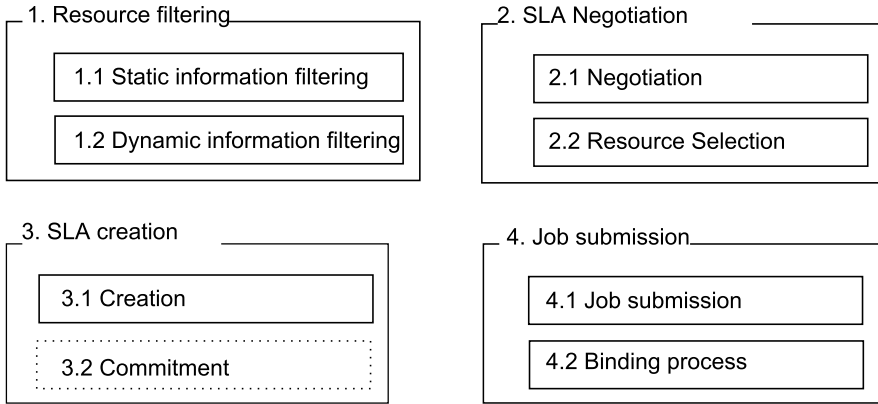 1. Resource filtering
1.1 Static information filtering
1.2 Dynamic information filtering
2. SLA Negotiation
2.1 Negotiation
2.2 Resource Selection
3. SLA creation
3.1 Creation
3.2 Commitment
4. Job submission
4.1 Job submission
4.2 Binding process